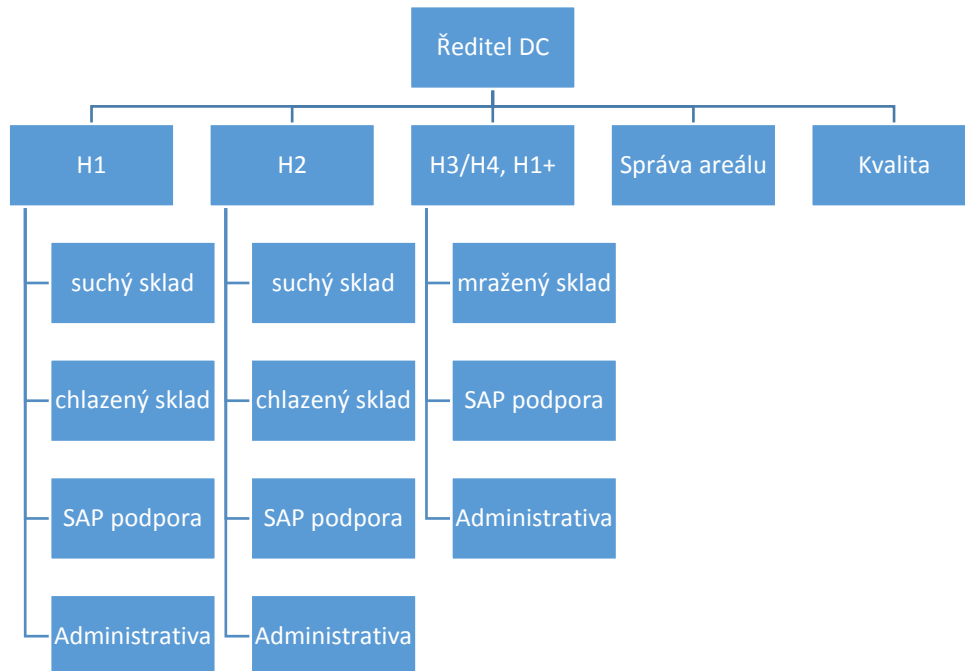 Ředitel DC
H1
H2
H3/H4, H1+
Správa areálu
Kvalita
suchý sklad
suchý sklad
mražený sklad
chlazený sklad
chlazený sklad
SAP podpora
SAP podpora
SAP podpora
Administrativa
Administrativa
Administrativa